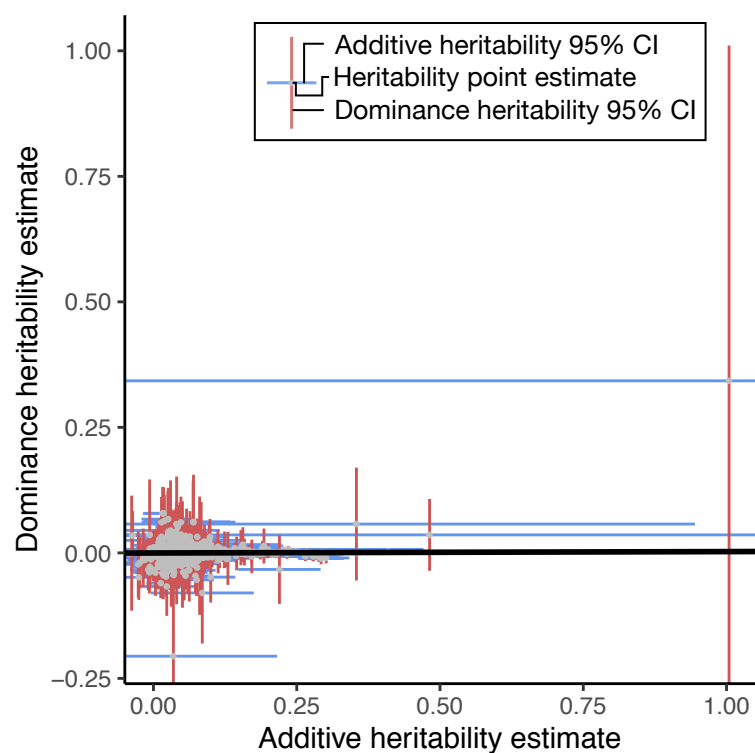 Additive heritability 95% CI
Heritability point estimate
Dominance heritability 95% CI
Dominance heritability estimate
1.00
0.75
0.50
0.25
0.00
−0.25
0.00 0.25 0.50 0.75 1.00
Additive heritability estimate